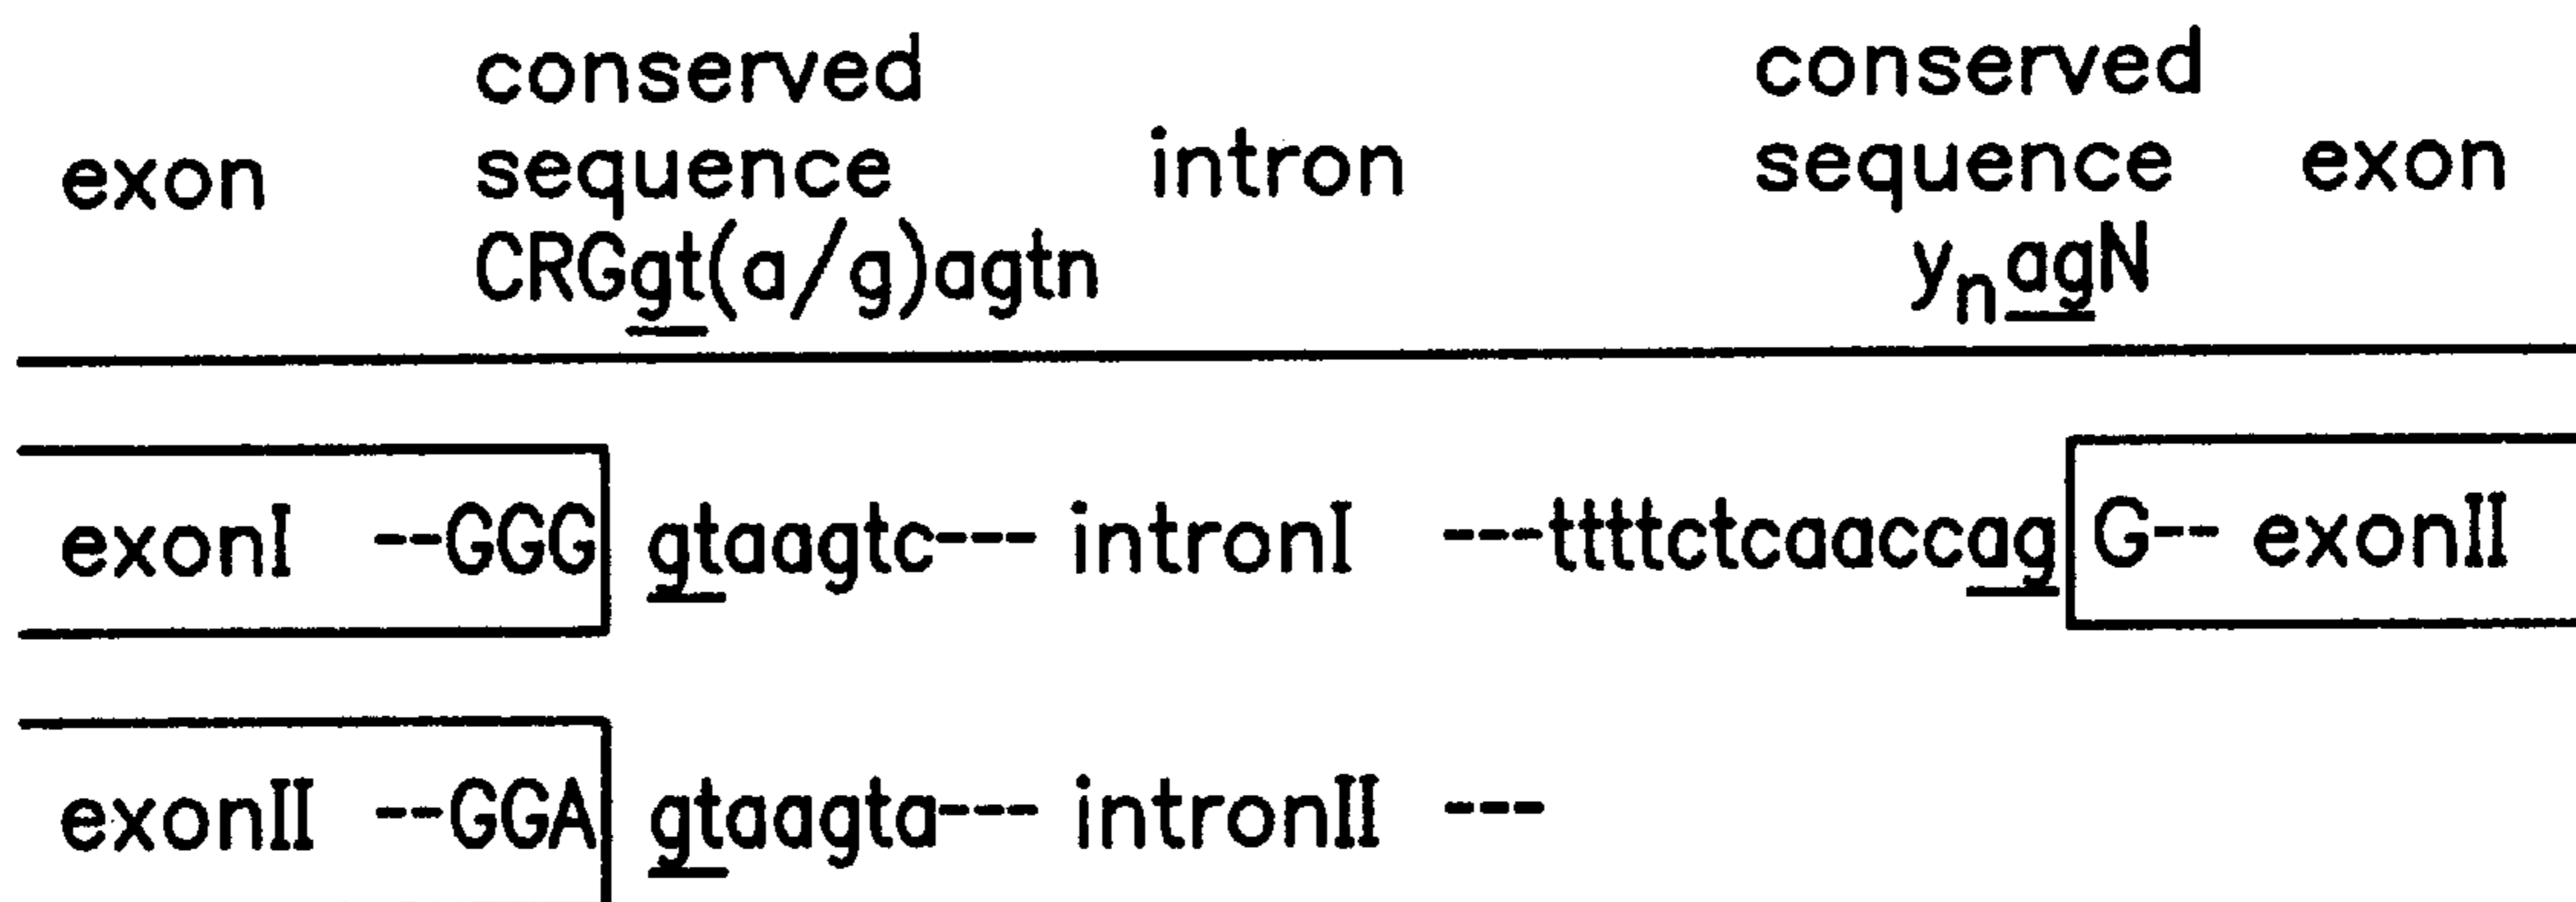 conserved conserved
exon sequence intron sequence exon
CRGgt(a/g)agtn ynagN
exonI --GGG gtaagtc--- intronI ---ttttctcaaccag G-- exonII
exonII --GGA gtaagta--- intronII ---